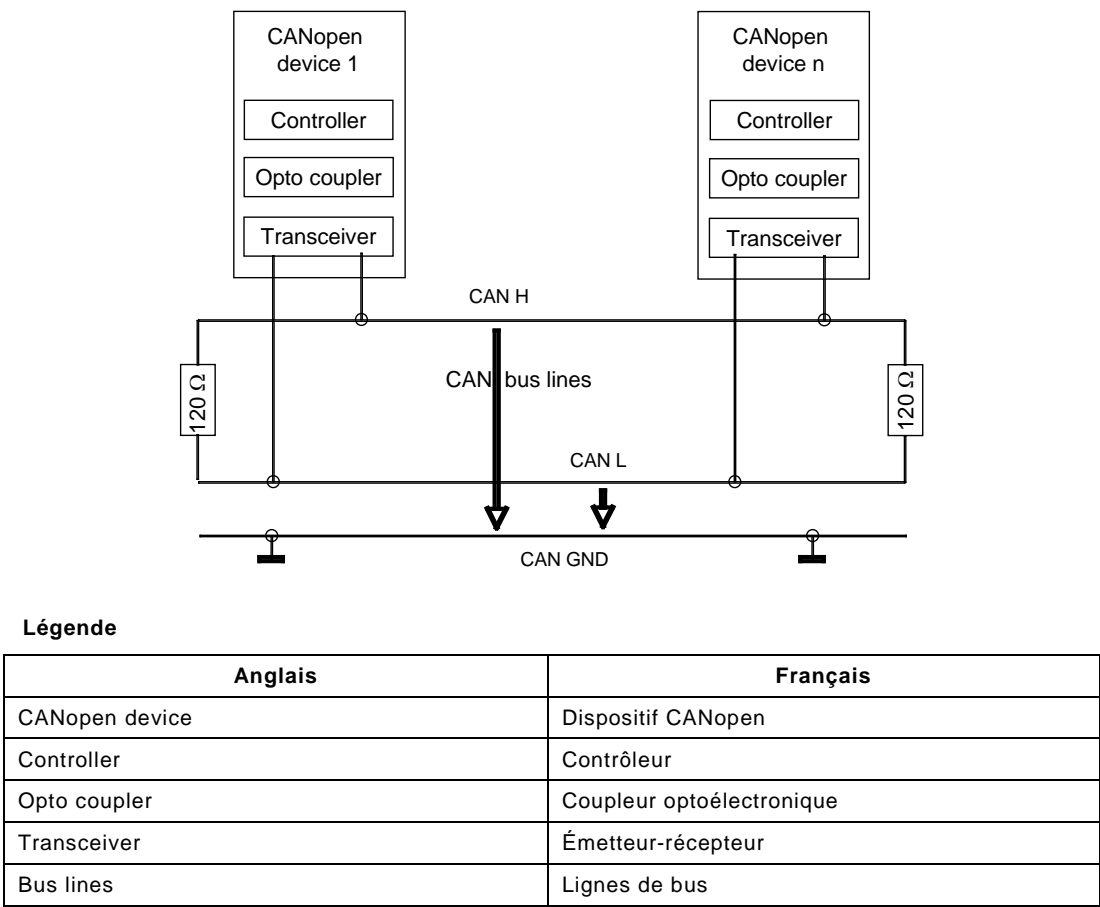 CANopen
device 1
CANopen
device n
Controller
Controller
Opto coupler
Opto coupler
Transceiver
Transceiver
CAN H
120 Ω
CAN bus lines
120 Ω
CAN L
CAN GND
Légende
Anglais Français
CANopen device Dispositif CANopen
Controller Contrôleur
Opto coupler Coupleur optoélectronique
Transceiver Émetteur-récepteur
Bus lines Lignes de bus